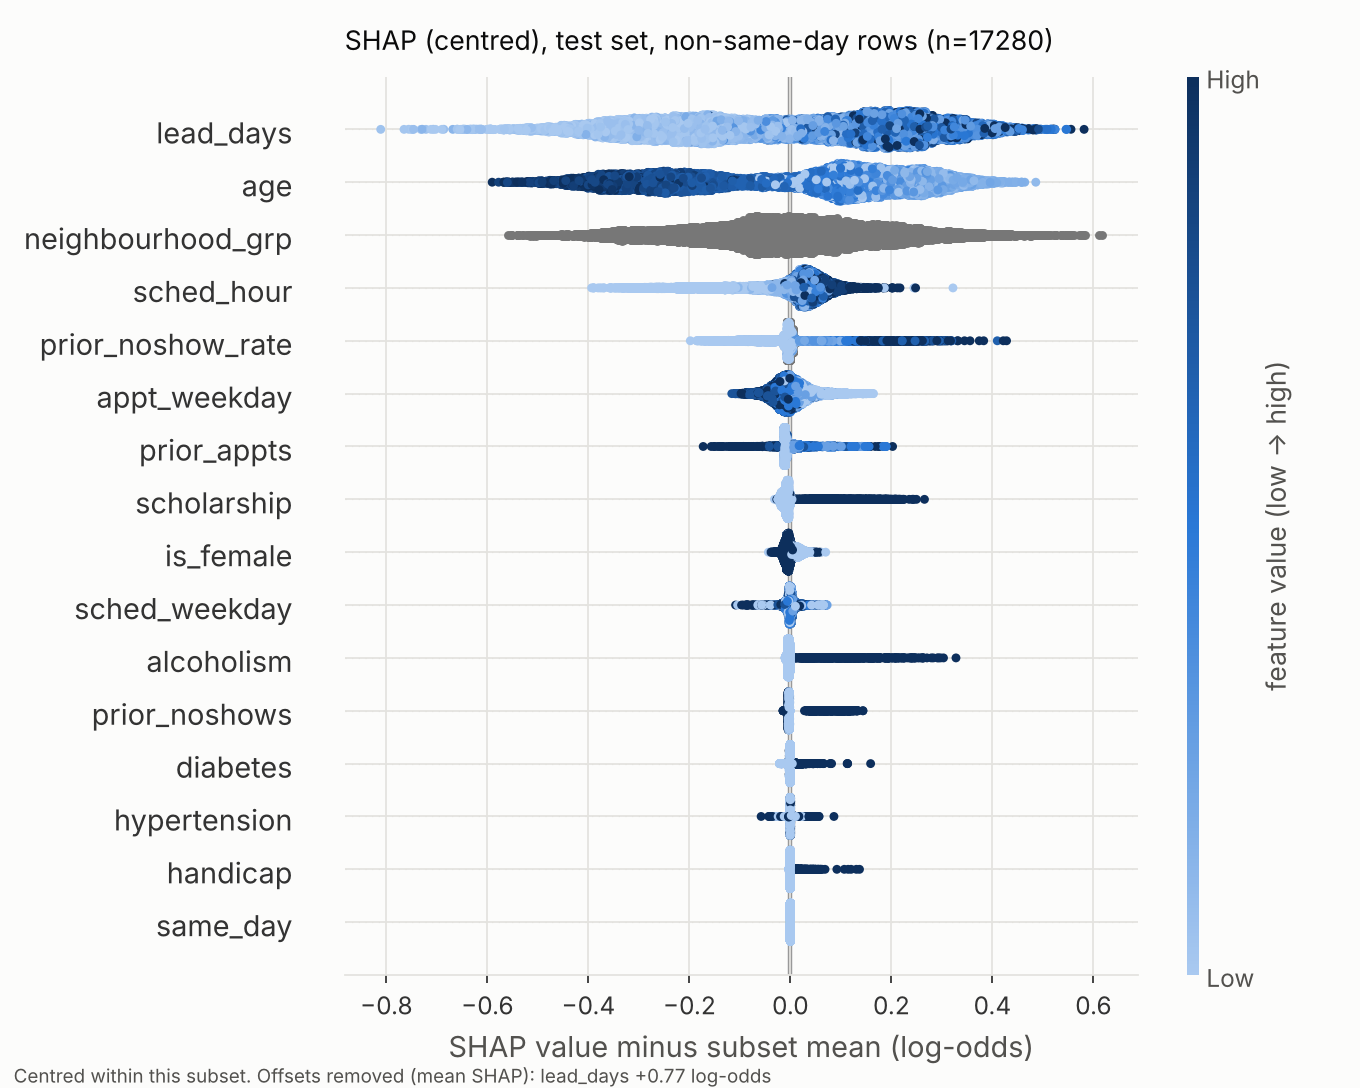 SHAP (centred), test set, non-same-day rows (n=17280)
High
lead_days
age
neighbourhood_grp
sched_hour
prior_noshow_rate
appt_weekday
prior_appts
scholarship
is_female
sched_weekday
alcoholism
prior_noshows
diabetes
hypertension
handicap
same_day
feature value (low → high)
Low
−0.8 −0.6 −0.4 −0.2 0.0 0.2 0.4 0.6
SHAP value minus subset mean (log-odds)
Centred within this subset. Offsets removed (mean SHAP): lead_days +0.77 log-odds